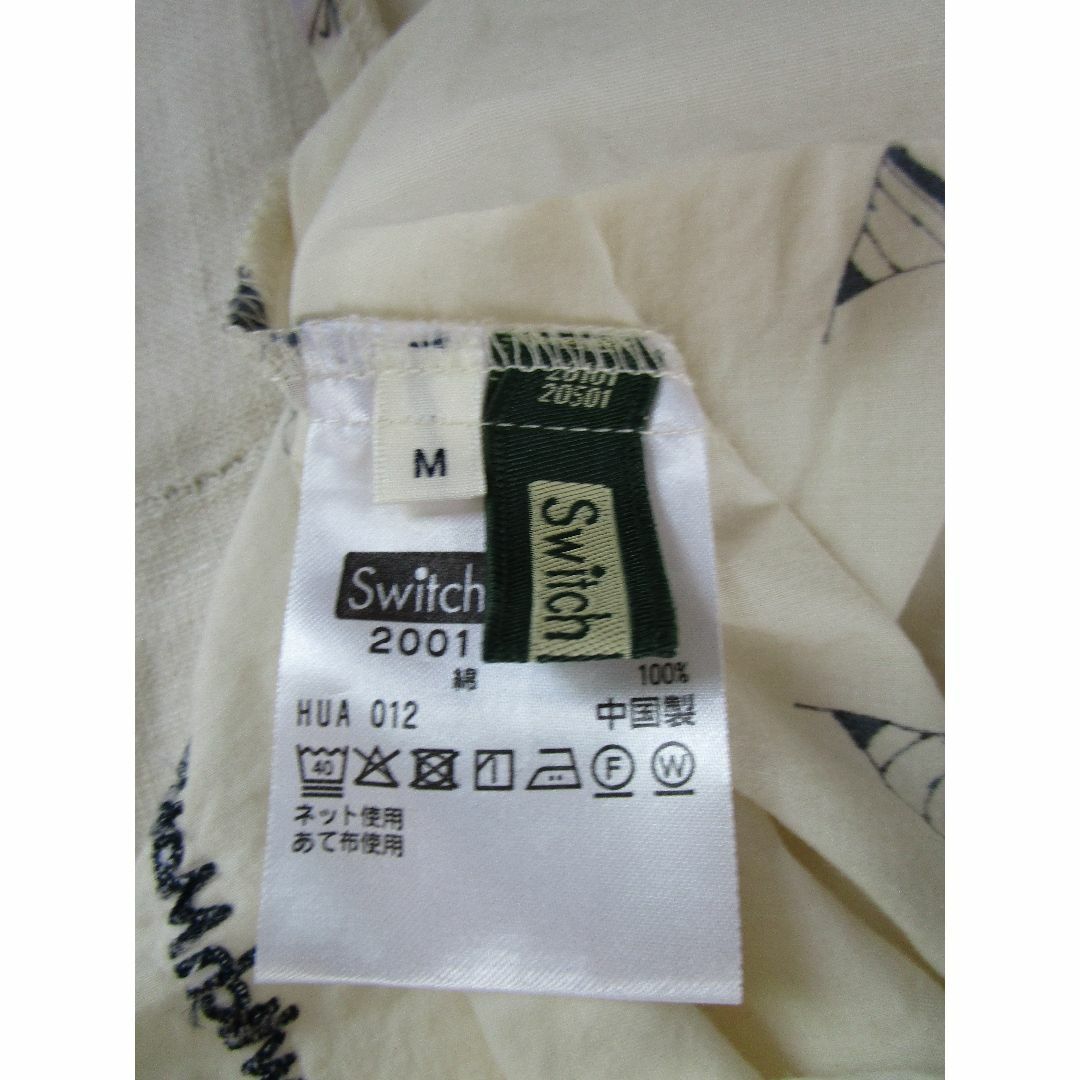 20501
M
Switch
Switch
2001
綿
100%
HUA 012
中国製
40
F
W
ネット使用
あて布使用